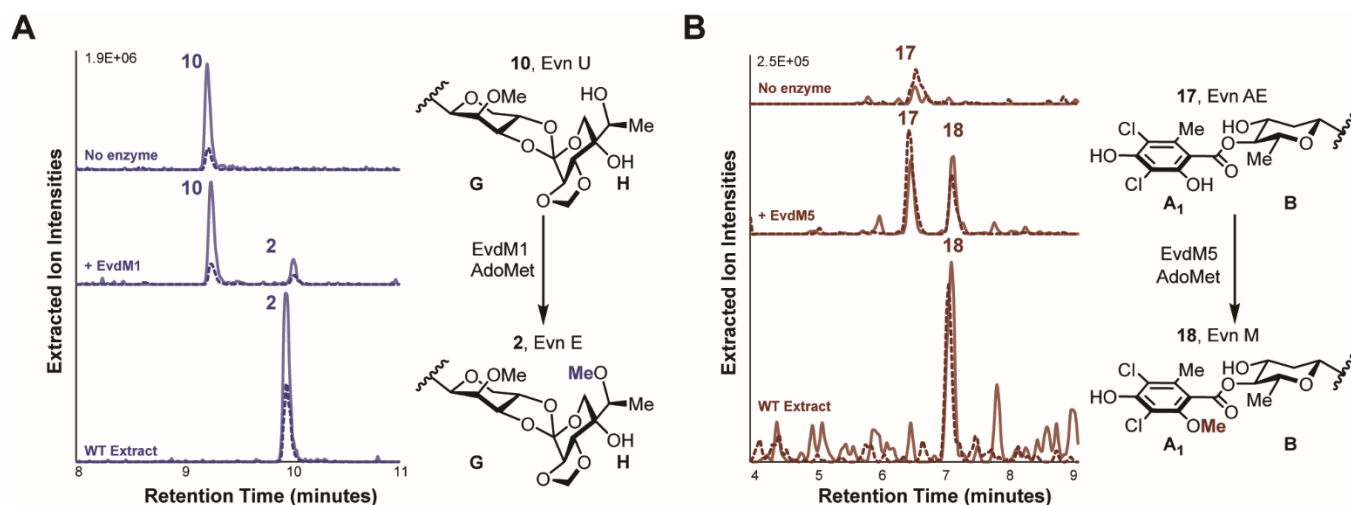 A
Extracted Ion Intensities
1.9E+06
10
No enzyme
10
2
+ EvdM1
2
WT Extract
8 9 10 11
Retention Time (minutes)
10, Evn U
HO
OMe
O
O
O
Me
O
OH
O
O
G
H
EvdM1
AdoMet
2, Evn E
MeO
OMe
O
O
O
Me
O
OH
O
O
G
H
B
Extracted Ion Intensities
2.5E+05
17
No enzyme
17
18
+ EvdM5
18
WT Extract
4 5 6 7 8 9
Retention Time (minutes)
17, Evn AE
Cl
Me
HO
O
O
HO
O
Me
O
Cl
OH
A1
B
EvdM5
AdoMet
18, Evn M
Cl
Me
HO
O
O
HO
O
Me
O
Cl
OMe
A1
B